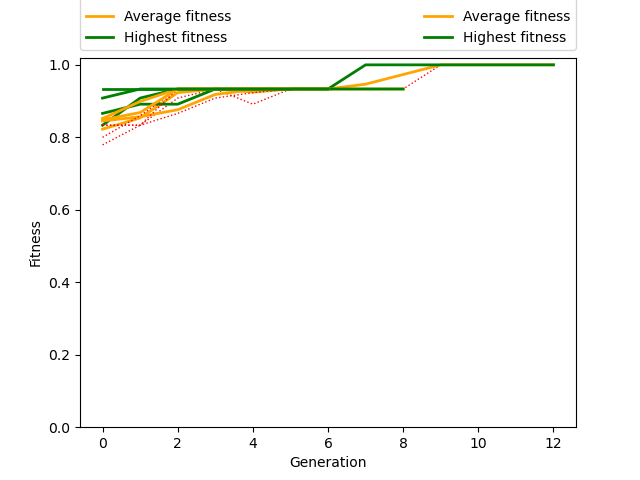 Average fitness Average fitness
Highest fitness Highest fitness
1.0
0.8
0.6
0.4
0.2
0.0
Fitness
0 2 4 6 8 10 12
Generation